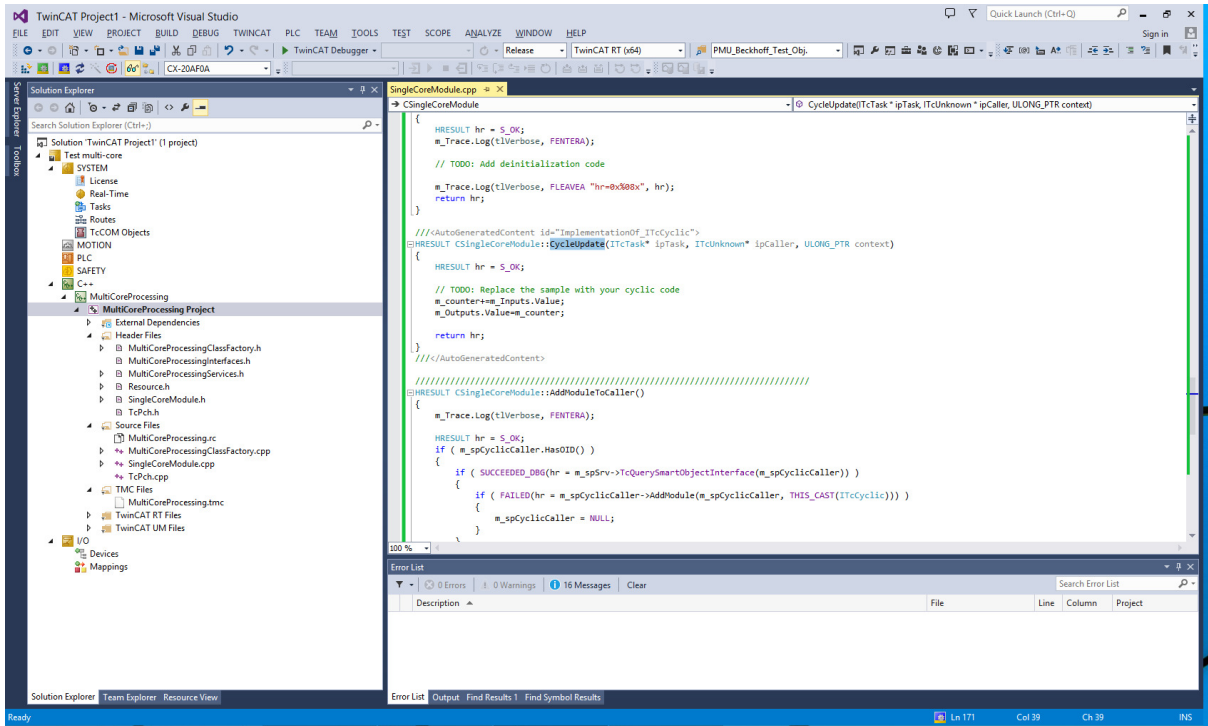 TwinCAT Project1 - Microsoft Visual Studio
Quick Launch (Ctrl+Q)
FILE EDIT VIEW PROJECT BUILD DEBUG TWINCAT PLC TEAM TOOLS TEST SCOPE ANALYZE WINDOW HELP
Sign in
TwinCAT Debugger
Release
TwinCAT RT (x64)
PMU_Beckhoff_Test_Obj.
CX-20AF0A
Server Explorer
Toolbox
Solution Explorer
Search Solution Explorer (Ctrl+;)
Solution 'TwinCAT Project1' (1 project)
Test multi-core
SYSTEM
License
Real-Time
Tasks
Routes
TcCOM Objects
MOTION
PLC
SAFETY
C++
MultiCoreProcessing
MultiCoreProcessing Project
External Dependencies
Header Files
MultiCoreProcessingClassFactory.h
MultiCoreProcessingInterfaces.h
MultiCoreProcessingServices.h
Resource.h
SingleCoreModule.h
TcPch.h
Source Files
MultiCoreProcessing.rc
MultiCoreProcessingClassFactory.cpp
SingleCoreModule.cpp
TcPch.cpp
TMC Files
MultiCoreProcessing.tmc
TwinCAT RT Files
TwinCAT UM Files
I/O
Devices
Mappings
Solution Explorer Team Explorer Resource View
SingleCoreModule.cpp
CSingleCoreModule
CycleUpdate(ITcTask * ipTask, ITcUnknown * ipCaller, ULONG_PTR context)
{
HRESULT hr = S_OK;
m_Trace.Log(tlVerbose, FENTERA);
// TODO: Add deinitialization code
m_Trace.Log(tlVerbose, FLEAVEA "hr=0x%08x", hr);
return hr;
}
///<AutoGeneratedContent id="ImplementationOf_ITcCyclic">
HRESULT CSingleCoreModule::CycleUpdate(ITcTask* ipTask, ITcUnknown* ipCaller, ULONG_PTR context)
{
HRESULT hr = S_OK;
// TODO: Replace the sample with your cyclic code
m_counter+=m_Inputs.Value;
m_Outputs.Value=m_counter;
return hr;
}
///</AutoGeneratedContent>
///////////////////////////////////////////////////////////////////////////////
HRESULT CSingleCoreModule::AddModuleToCaller()
{
m_Trace.Log(tlVerbose, FENTERA);
HRESULT hr = S_OK;
if ( m_spCyclicCaller.HasOID() )
{
if ( SUCCEEDED_DBG(hr = m_spSrv->TcQuerySmartObjectInterface(m_spCyclicCaller)) )
{
if ( FAILED(hr = m_spCyclicCaller->AddModule(m_spCyclicCaller, THIS_CAST(ITcCyclic))) )
{
m_spCyclicCaller = NULL;
}
}
100 %
Error List
0 Errors 0 Warnings 16 Messages Clear
Search Error List
Description File Line Column Project
Error List Output Find Results 1 Find Symbol Results
Ready Ln 171 Col 39 Ch 39 INS